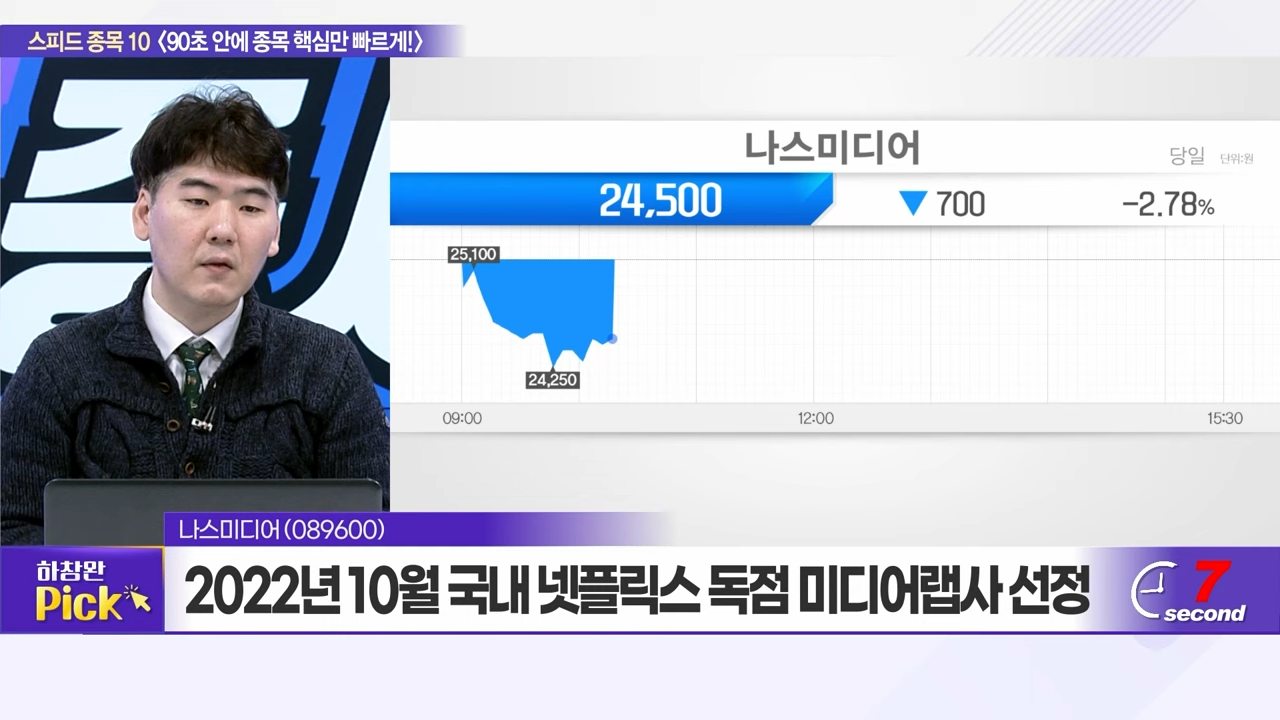 스피드 종목 10 〈90초 안에 종목 핵심만 빠르게!〉
나스미디어
당일 단위:원
24,500 ▼ 700 -2.78%
25,100
24,250
09:00 12:00 15:30
나스미디어(089600)
하창완
Pick
2022년 10월 국내 넷플릭스 독점 미디어랩사 선정
7
second